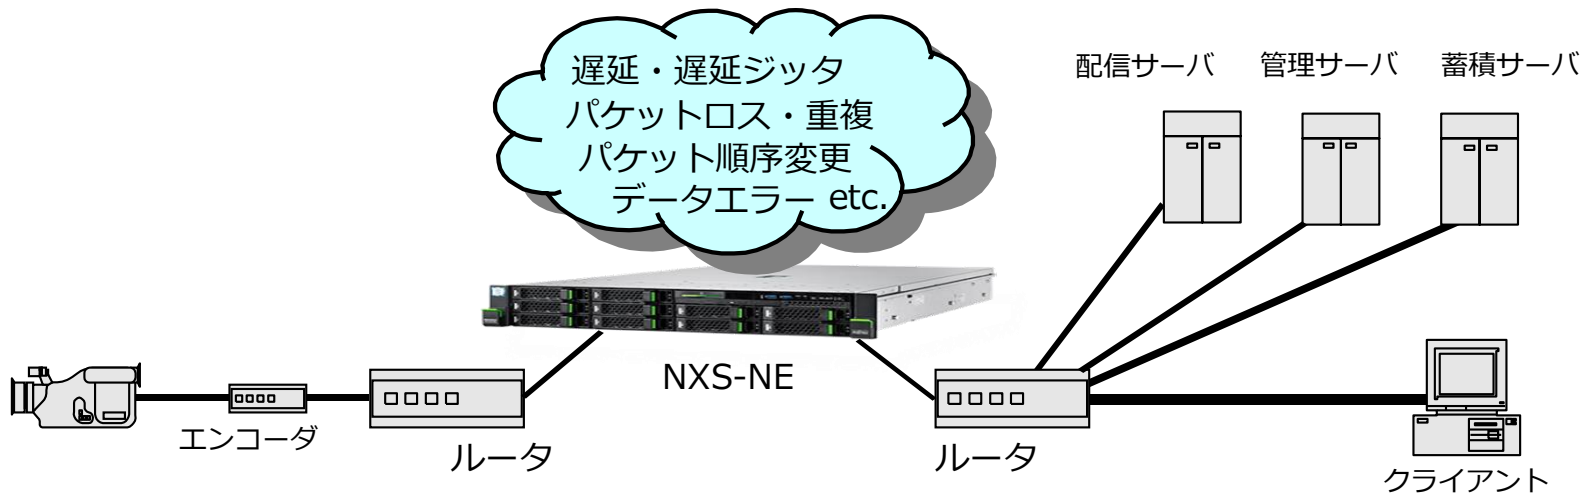 遅延・遅延ジッタ
パケットロス・重複
パケット順序変更
データエラー etc.
配信サーバ
管理サーバ
蓄積サーバ
NXS-NE
エンコーダ
ルータ
ルータ
クライアント